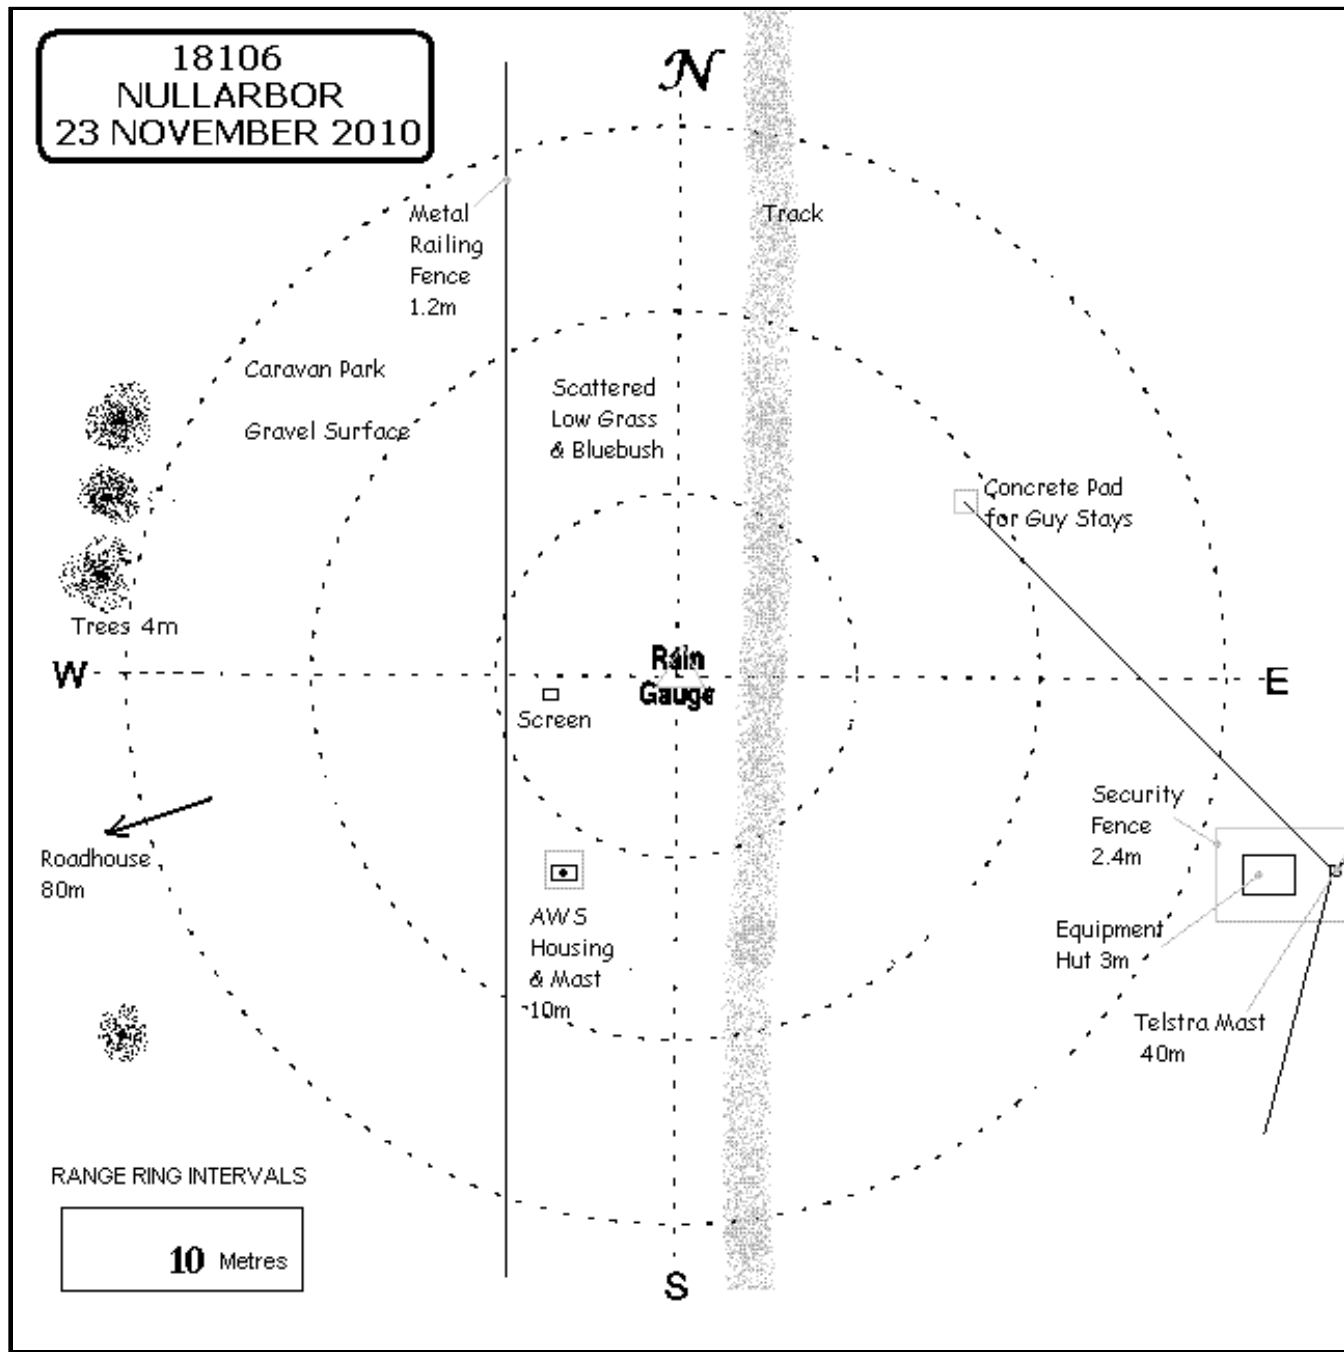 18106
NULLARBOR
23 NOVEMBER 2010
N
Metal
Railing
Fence
1.2m
Track
Caravan Park
Gravel Surface
Scattered
Low Grass
& Bluebush
Concrete Pad
for Guy Stays
Trees 4m
W
Rain
Gauge
E
Screen
Security
Fence
2.4m
Roadhouse
80m
AWS
Housing
& Mast
10m
Equipment
Hut 3m
Telstra Mast
40m
RANGE RING INTERVALS
10 Metres
S